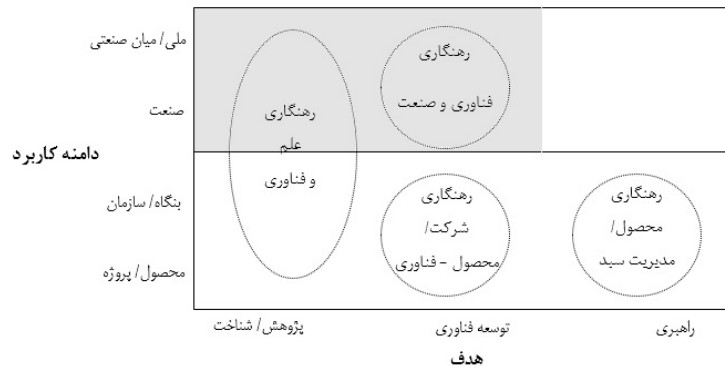 ملی/ میان صنعتی
صنعت
دامنه کاربرد
بنگاه/ سازمان
محصول/ پروژه
رهنگاری
فناوری و صنعت
رهنگاری
علم
و فناوری
رهنگاری
محصول/
مدیریت سبد
رهنگاری
شرکت/
محصول – فناوری
راهبری
توسعه فناوری
پژوهش/ شناخت
هدف